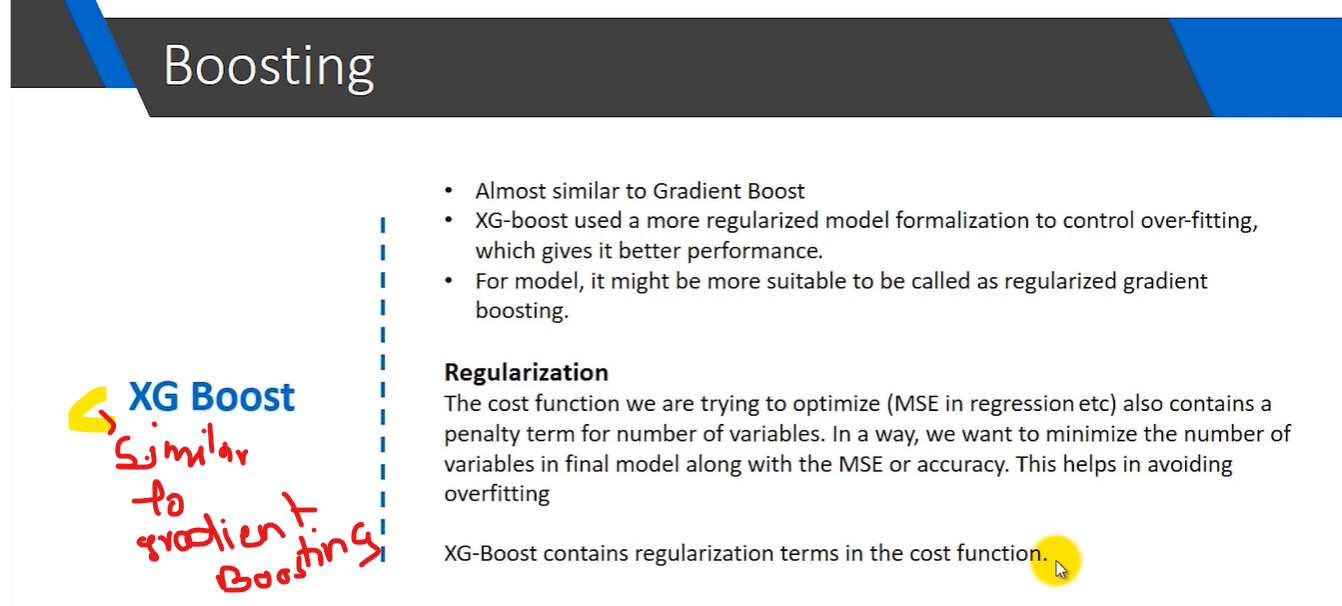 Boosting
• Almost similar to Gradient Boost
• XG-boost used a more regularized model formalization to control over-fitting,
which gives it better performance.
• For model, it might be more suitable to be called as regularized gradient
boosting.
Regularization
The cost function we are trying to optimize (MSE in regression etc) also contains a
penalty term for number of variables. In a way, we want to minimize the number of
variables in final model along with the MSE or accuracy. This helps in avoiding
overfitting
XG-Boost contains regularization terms in the cost function.
XG Boost
Similar
to
gradient
Boosting